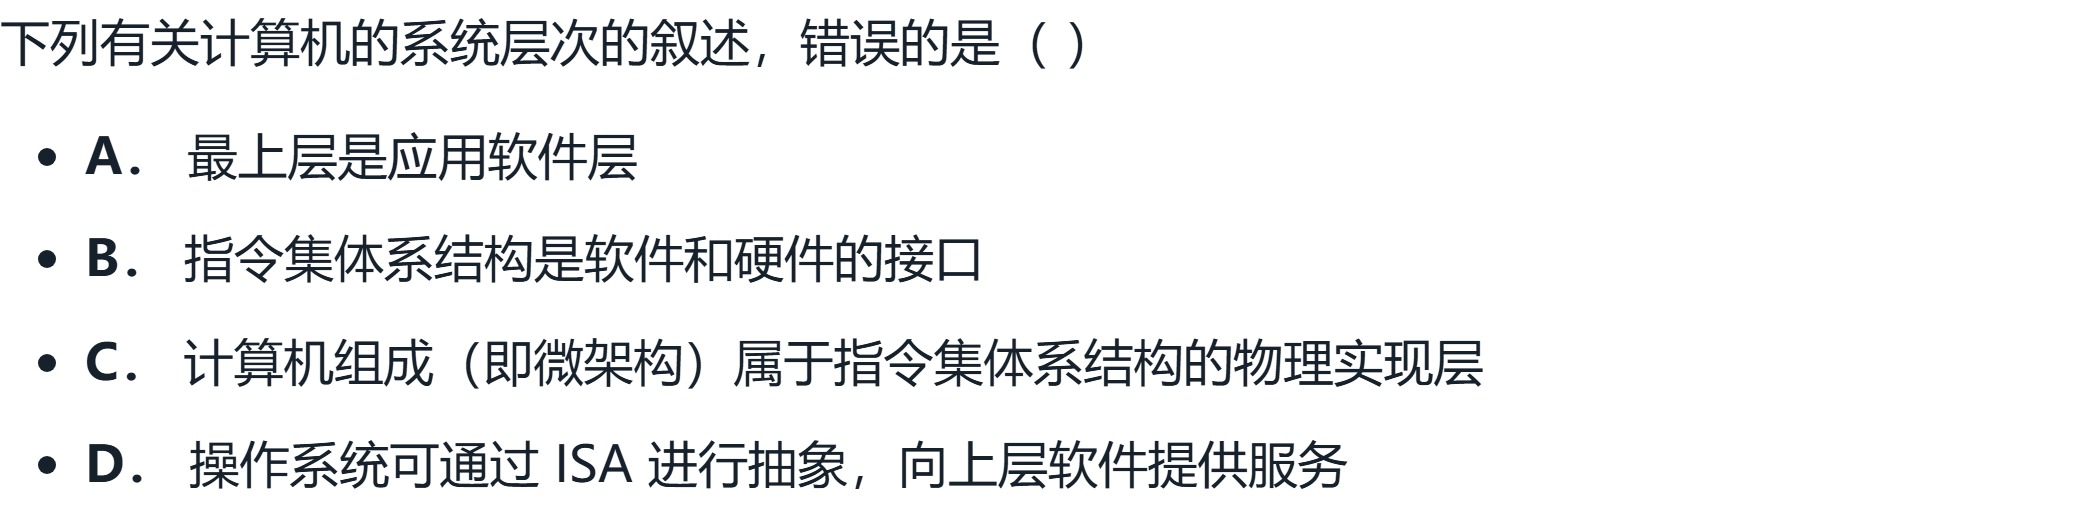 下列有关计算机的系统层次的叙述，错误的是（ ）
• A． 最上层是应用软件层
• B． 指令集体系结构是软件和硬件的接口
• C． 计算机组成（即微架构）属于指令集体系结构的物理实现层
• D． 操作系统可通过 ISA 进行抽象，向上层软件提供服务